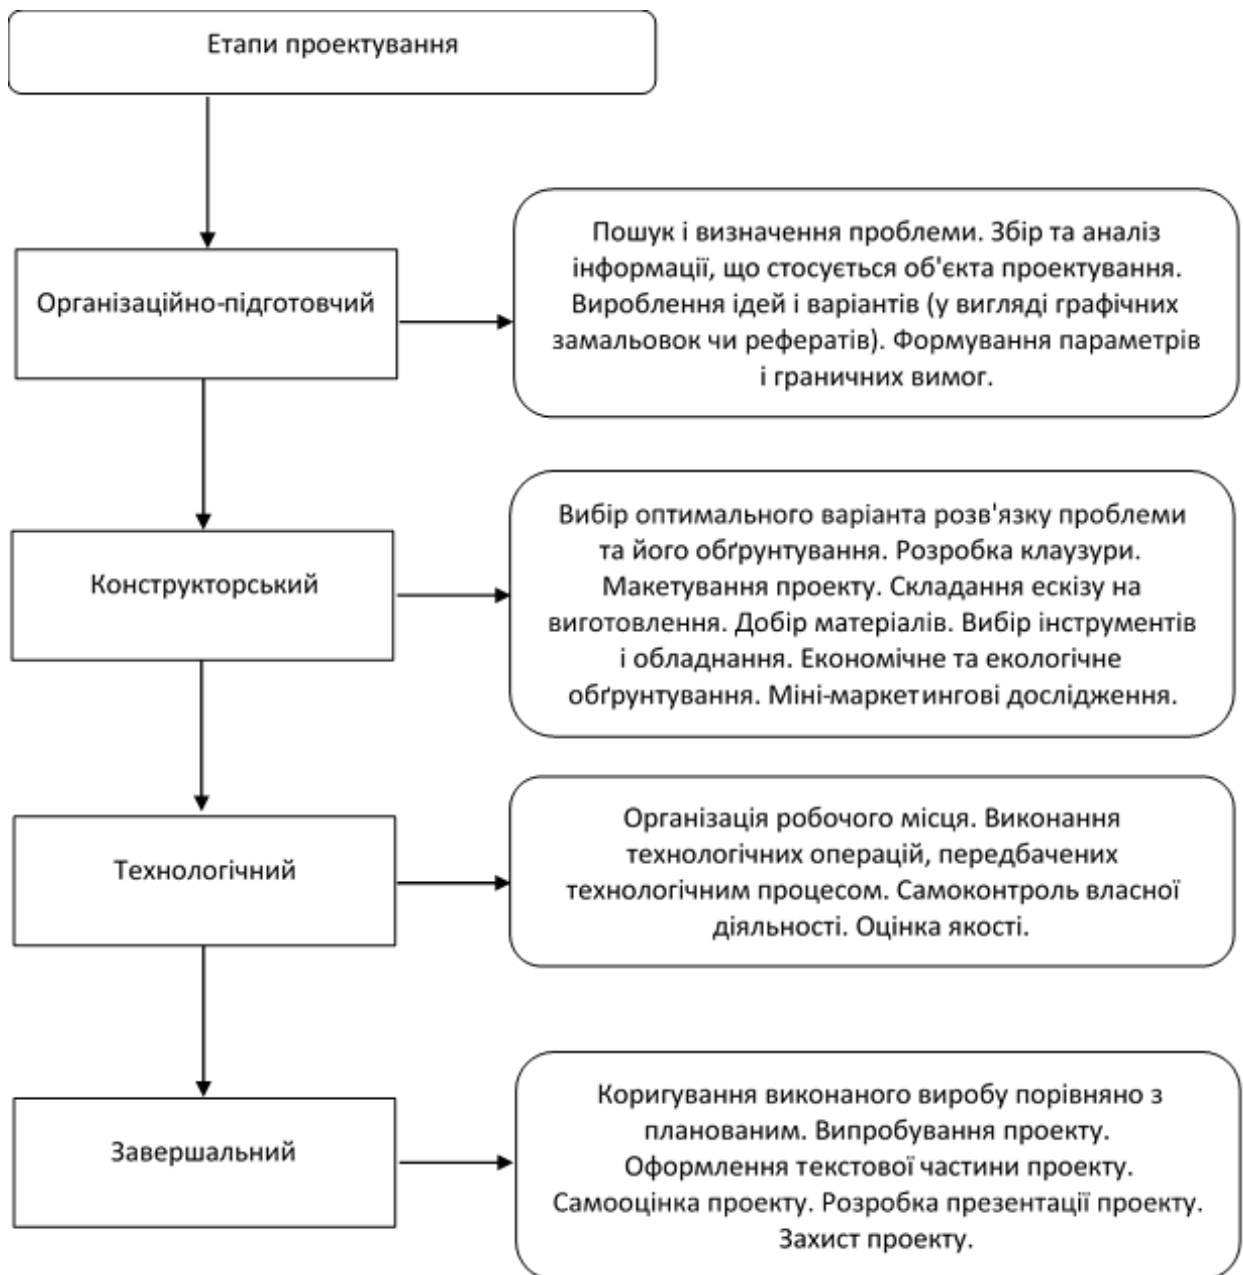 Етапи проектування
Організаційно-підготовчий
Пошук і визначення проблеми. Збір та аналіз
інформації, що стосується об'єкта проектування.
Вироблення ідей і варіантів (у вигляді графічних
замальовок чи рефератів). Формування параметрів
і граничних вимог.
Конструкторський
Вибір оптимального варіанта розв'язку проблеми
та його обґрунтування. Розробка клаузури.
Макетування проекту. Складання ескізу на
виготовлення. Добір матеріалів. Вибір інструментів
і обладнання. Економічне та екологічне
обґрунтування. Міні-маркетингові дослідження.
Технологічний
Організація робочого місця. Виконання
технологічних операцій, передбачених
технологічним процесом. Самоконтроль власної
діяльності. Оцінка якості.
Завершальний
Коригування виконаного виробу порівняно з
планованим. Випробування проекту.
Оформлення текстової частини проекту.
Самооцінка проекту. Розробка презентації проекту.
Захист проекту.